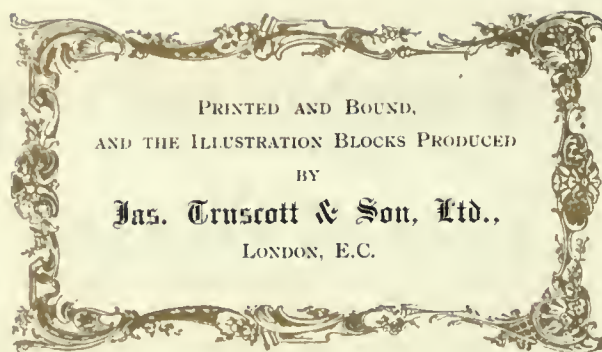 Printed and Bound,
and the Illustration Blocks Produced
by
Jas. Truscott & Son, Ltd.,
London, E.C.